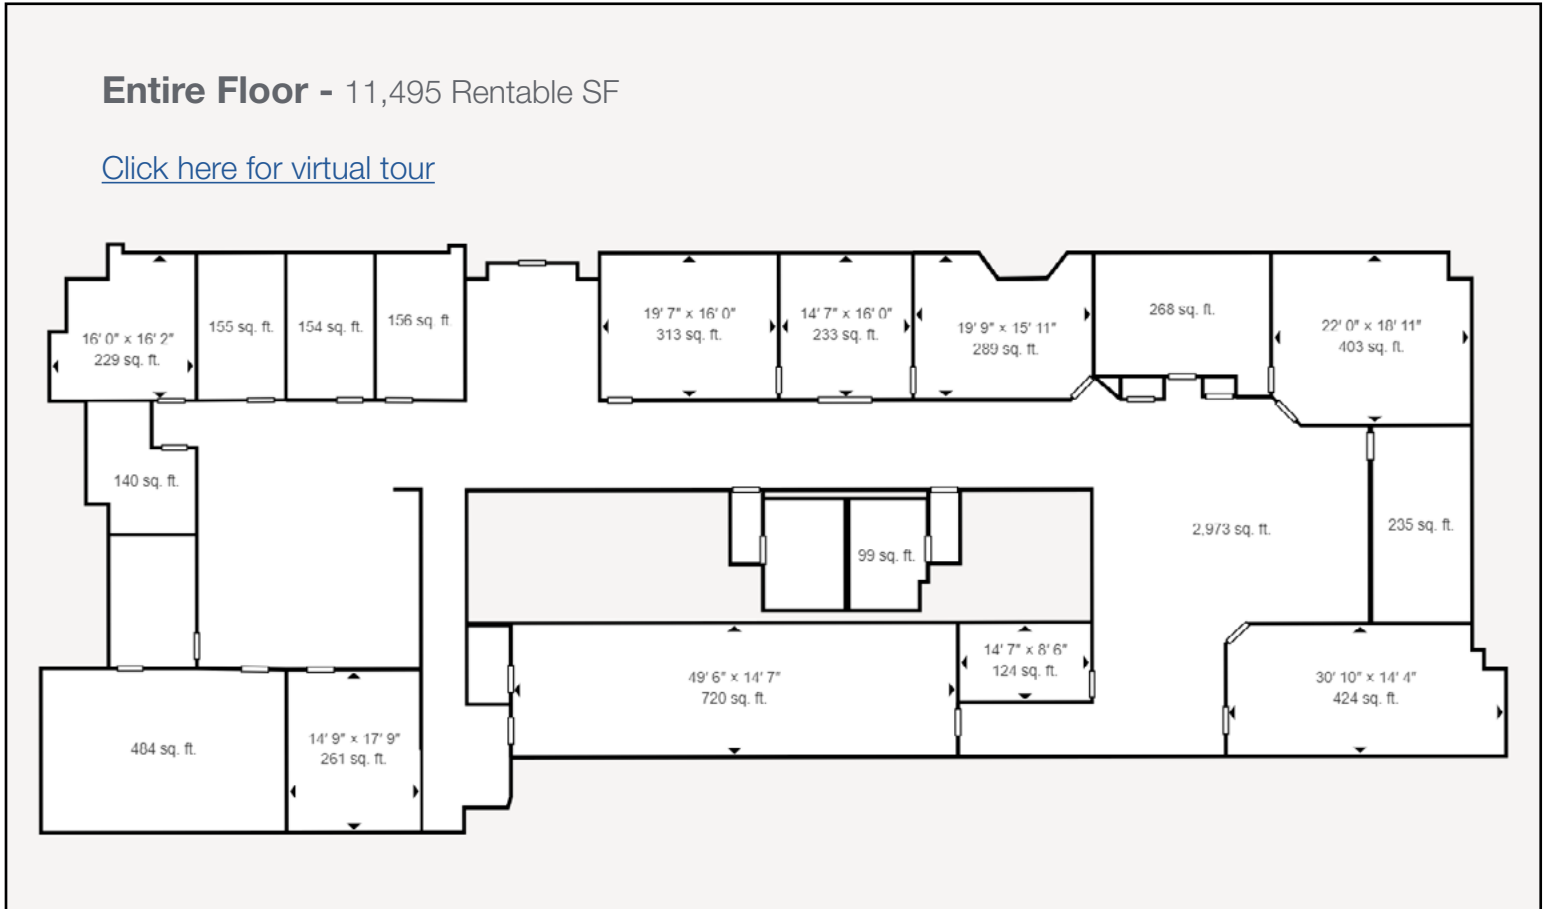 Entire Floor - 11,495 Rentable SF
Click here for virtual tour
16' 0" x 16' 2"
229 sq. ft.
155 sq. ft.
154 sq. ft.
156 sq. ft.
19' 7" x 16' 0"
313 sq. ft.
14' 7" x 16' 0"
233 sq. ft.
19' 9" x 15' 11"
289 sq. ft.
268 sq. ft.
22' 0" x 18' 11"
403 sq. ft.
140 sq. ft.
99 sq. ft.
2,973 sq. ft.
235 sq. ft.
49' 6" x 14' 7"
720 sq. ft.
14' 7" x 8' 6"
124 sq. ft.
30' 10" x 14' 4"
424 sq. ft.
484 sq. ft.
14' 9" x 17' 9"
261 sq. ft.